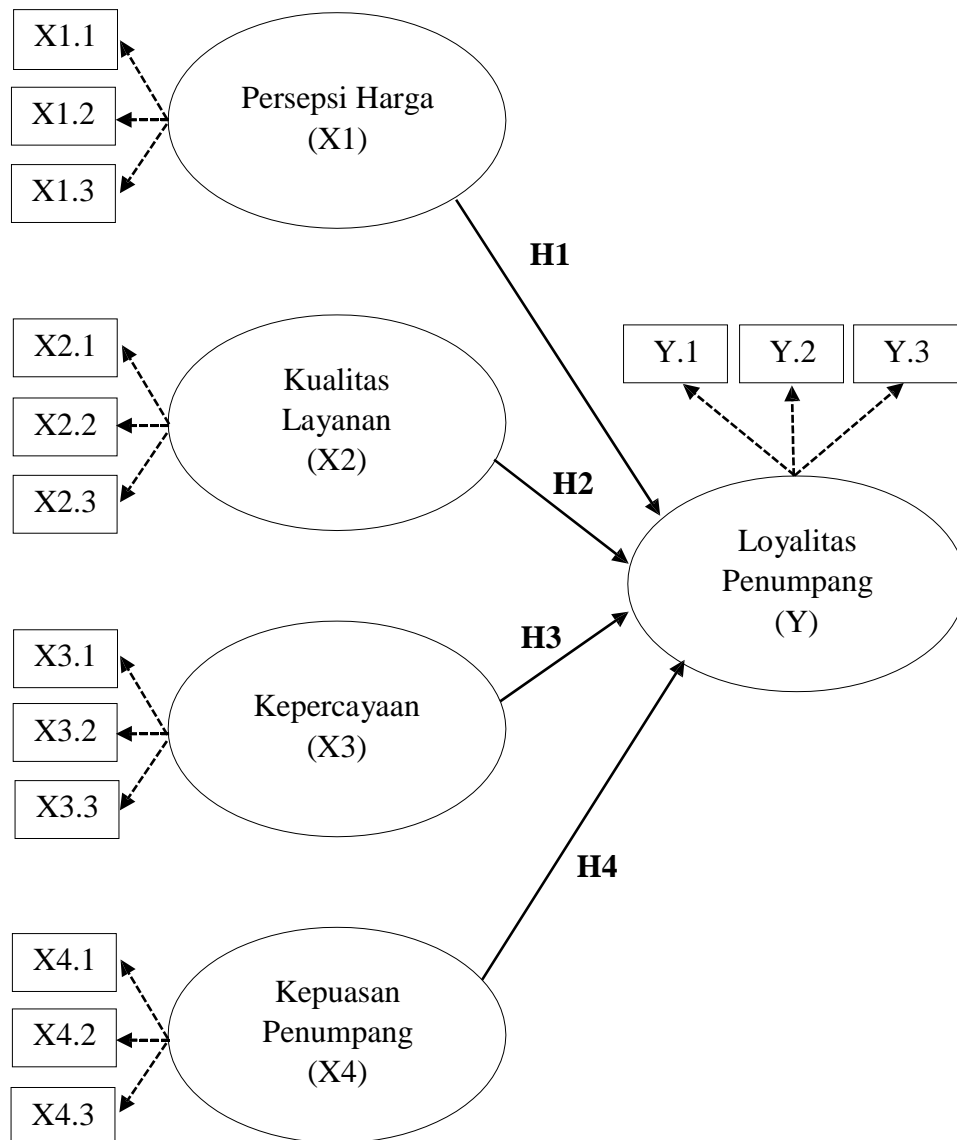 X1.1
X1.2
X1.3
Persepsi Harga
(X1)
H1
X2.1
X2.2
X2.3
Kualitas
Layanan
(X2)
H2
Y.1
Y.2
Y.3
Loyalitas
Penumpang
(Y)
X3.1
X3.2
X3.3
Kepercayaan
(X3)
H3
H4
X4.1
X4.2
X4.3
Kepuasan
Penumpang
(X4)